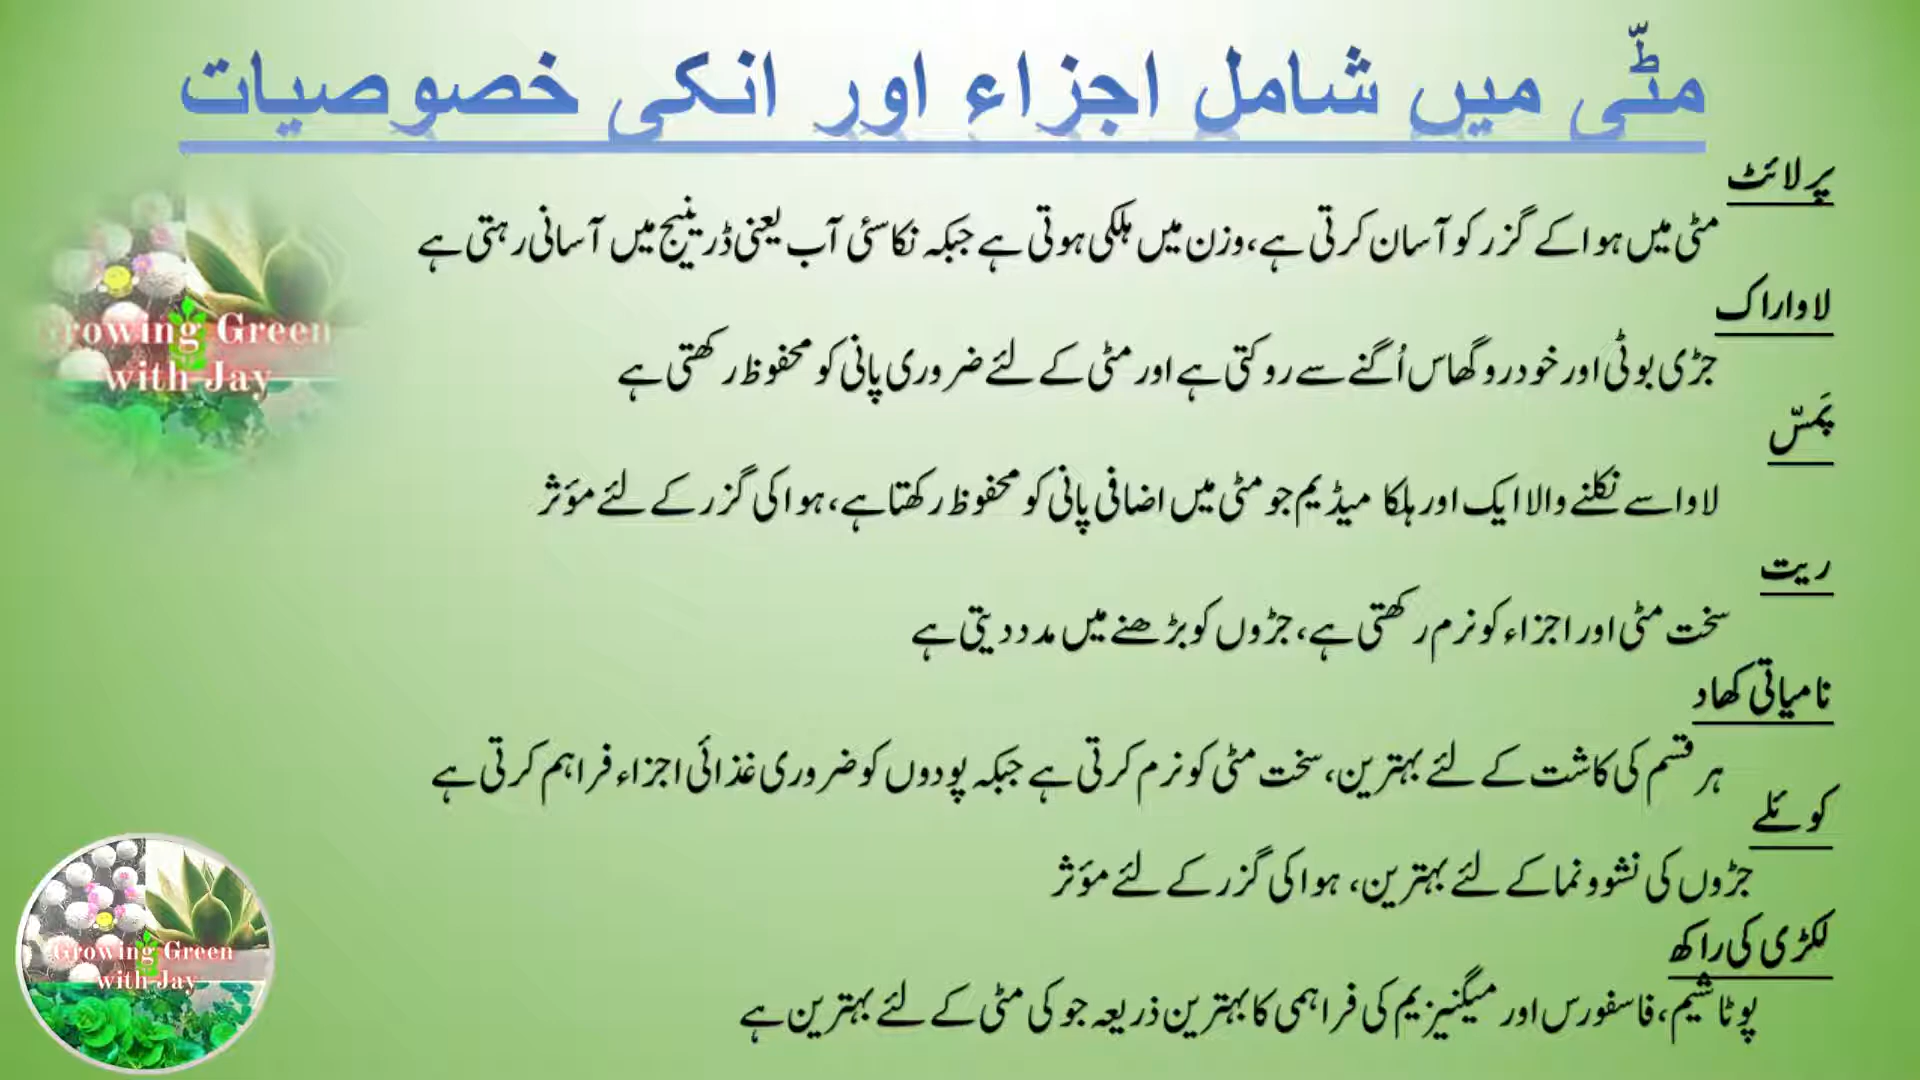 مٹّی میں شامل اجزاء اور انکی خصوصیات
پرلائٹ
مٹی میں ہوا کے گزر کو آسان کرتی ہے، وزن میں ہلکی ہوتی ہے جبکہ نکاسئی آب یعنی ڈرینیج میں آسانی رہتی ہے
لاوا راک
جڑی بوٹی اور خودرو گھاس اُگنے سے روکتی ہے اور مٹی کے لئے ضروری پانی کو محفوظ رکھتی ہے
پَمسّ
لاوا سے نکلنے والا ایک اور ہلکا میڈیم جو مٹی میں اضافی پانی کو محفوظ رکھتا ہے، ہوا کی گزر کے لئے مؤثر
ریت
سخت مٹی اور اجزاء کو نرم رکھتی ہے، جڑوں کو بڑھنے میں مدد دیتی ہے
نامیاتی کھاد
ہر قسم کی کاشت کے لئے بہترین، سخت مٹی کو نرم کرتی ہے جبکہ پودوں کو ضروری غذائی اجزاء فراہم کرتی ہے
کوئلے
جڑوں کی نشوونما کے لئے بہترین، ہوا کی گزر کے لئے مؤثر
لکڑی کی راکھ
پوٹاشیم، فاسفورس اور میگنیزیم کی فراہمی کا بہترین ذریعہ جو کی مٹی کے لئے بہترین ہے
Growing Green
with Jay
Growing Green
with Jay